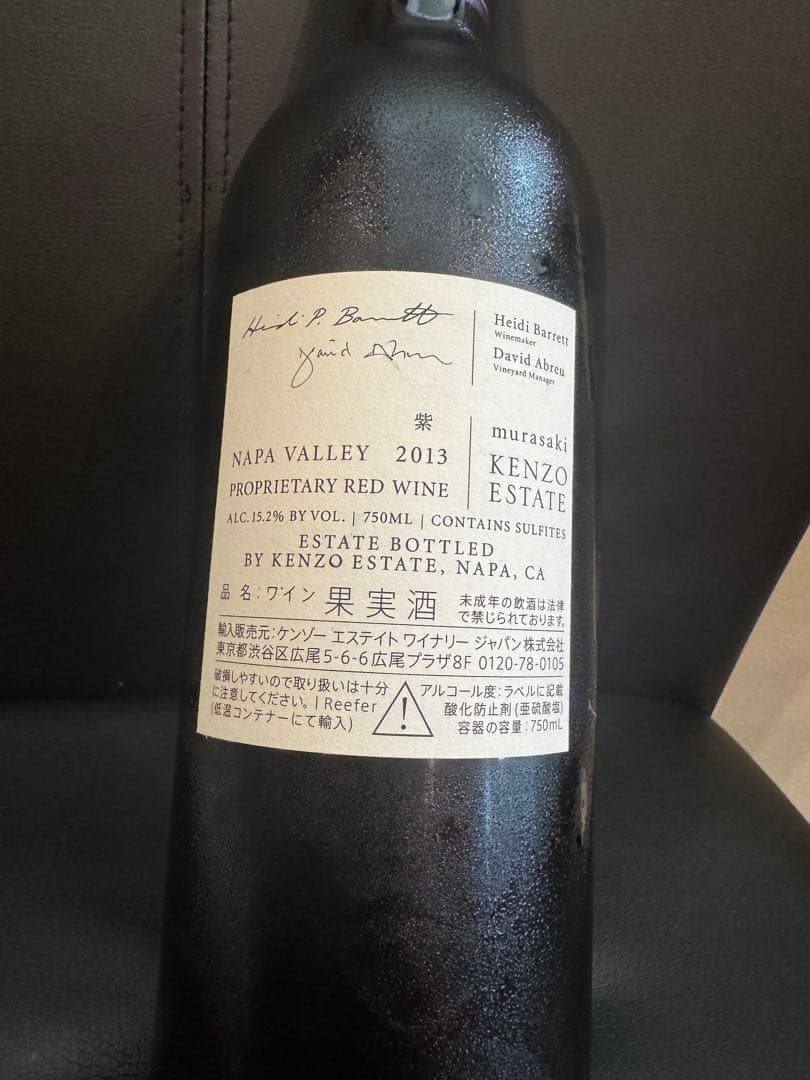 Heidi P. Barrett
David Abreu
Heidi Barrett
Winemaker
David Abreu
Vineyard Manager
紫
NAPA VALLEY 2013
PROPRIETARY RED WINE
murasaki
KENZO
ESTATE
ALC. 15.2% BY VOL. | 750ML | CONTAINS SULFITES
ESTATE BOTTLED
BY KENZO ESTATE, NAPA, CA
品 名:ワイン 果実酒
未成年の飲酒は法律
で禁じられております。
輸入販売元:ケンゾー エステイト ワイナリー ジャパン株式会社
東京都渋谷区広尾5-6-6広尾プラザ8F 0120-78-0105
破損しやすいので取り扱いは十分
に注意してください。 | Reefer
(低温コンテナーにて輸入)
アルコール度:ラベルに記載
酸化防止剤(亜硫酸塩)
容器の容量:750mL